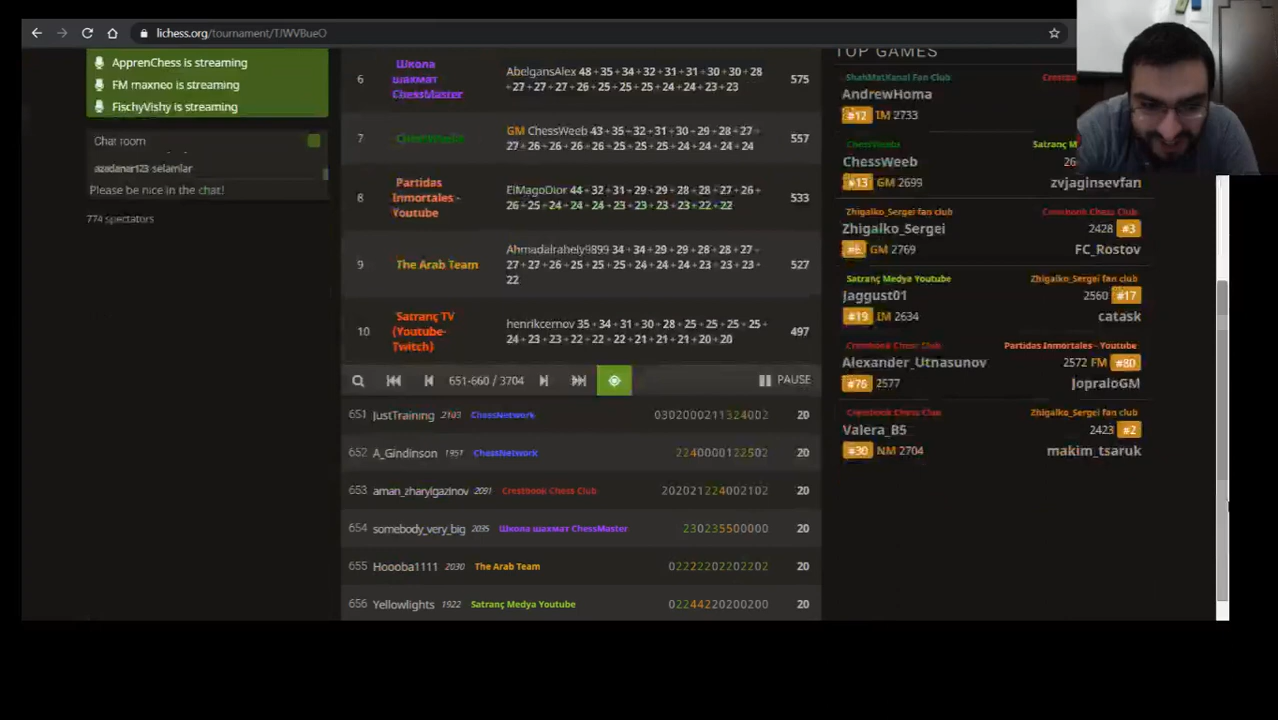 lichess.org/tournament/TJWVBueO
ApprenChess is streaming
FM maxneo is streaming
FischyVishy is streaming
Chat room
azadanar123 selamlar
Please be nice in the chat!
774 spectators
6 Школа шахмат ChessMaster AbelgansAlex 48+35+34+32+31+31+30+30+28 575
+27+27+27+26+25+25+25+24+24+23+23
7 GM ChessWeeb 43+35+32+31+30+29+28+27+ 557
27+26+26+26+26+25+25+25+24+24+24
8 Partidas Inmortales - Youtube ElMagoDior 44+32+31+29+29+28+28+27+26+ 533
26+25+24+24+24+23+23+23+23+22+22
9 The Arab Team Ahmadalrahely9899 34+34+29+29+28+28+27+ 527
27+27+26+25+25+25+24+24+24+23+23+23+
22
10 Satranç TV (Youtube-Twitch) henrikcemov 35+34+31+30+28+25+25+25+25+ 497
24+23+23+22+22+22+21+21+21+20+20
651-660 / 3704 PAUSE
651 JustTraining 2103 ChessNetwork 0302000211324002 20
652 A_Gindinson 1951 ChessNetwork 2240000122502 20
653 aman_zharylgazinov 2091 Crestbook Chess Club 202021224002102 20
654 somebody_very_big 2035 Школа шахмат ChessMaster 230235500000 20
655 Hoooba1111 2030 The Arab Team 02222202202202 20
656 Yellowlights 1922 Satranç Medya Youtube 02244220200200 20
TOP GAMES
ShahMatKanal Fan Club
AndrewHoma
#12 IM 2733
ChessWeeb
#13 GM 2699 zvjaginsevfan
Zhigalko_Sergei fan club Crestbook Chess Club
Zhigalko_Sergei 2428 #3
GM 2769 FC_Rostov
Satranç Medya Youtube Zhigalko_Sergei fan club
Jaggust01 2560 #17
#19 IM 2634 catask
Crestbook Chess Club Partidas Inmortales - Youtube
Alexander_Utnasunov 2572 FM #80
#76 2577 JopraloGM
Crestbook Chess Club Zhigalko_Sergei fan club
Valera_B5 2423 #2
#30 NM 2704 makim_tsaruk